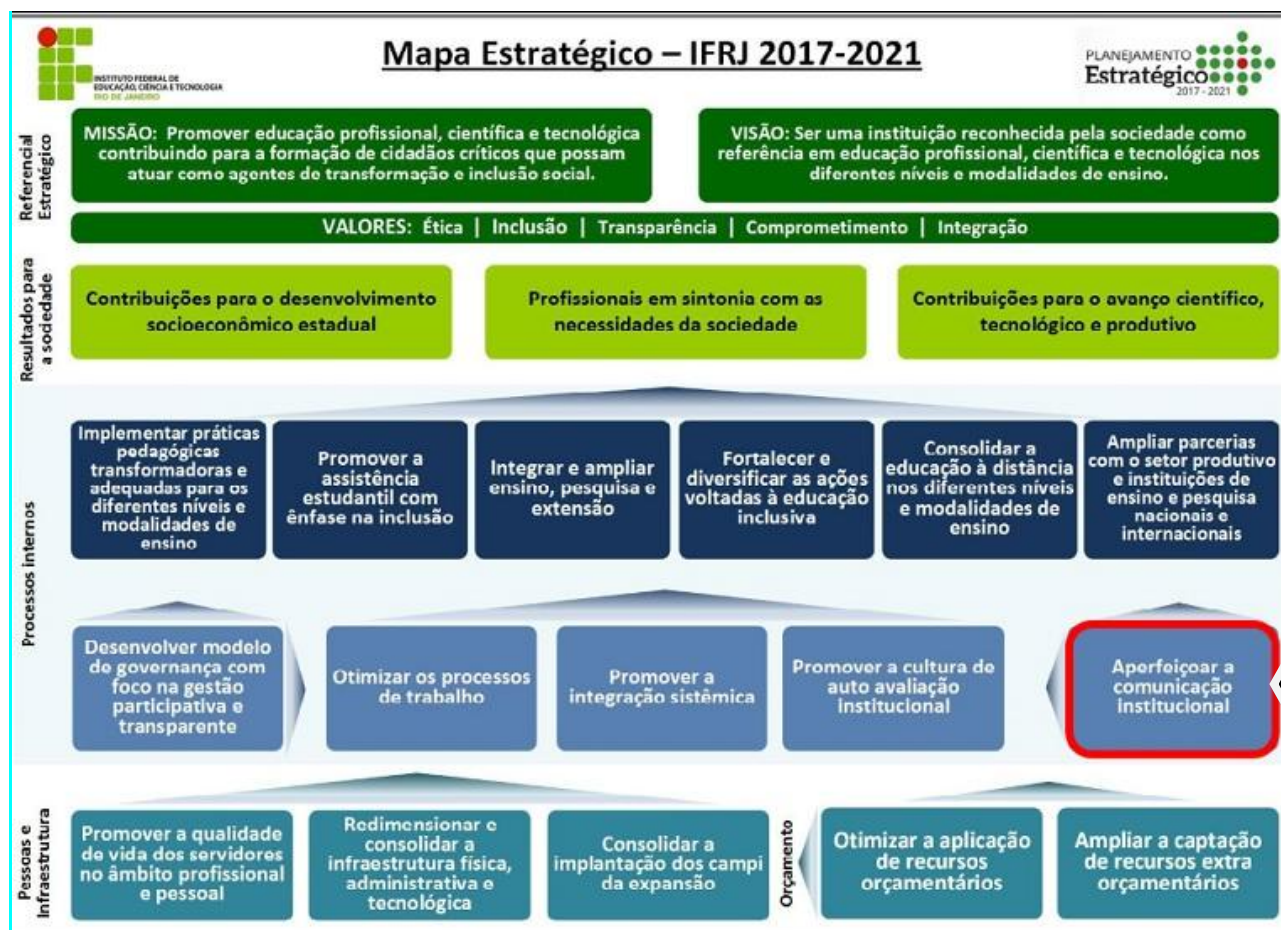 Mapa Estratégico – IFRJ 2017-2021
INSTITUTO FEDERAL DE
EDUCAÇÃO, CIÊNCIA E TECNOLOGIA
RIO DE JANEIRO
PLANEJAMENTO
Estratégico
2017 - 2021
Referencial
Estratégico
MISSÃO: Promover educação profissional, científica e tecnológica
contribuindo para a formação de cidadãos críticos que possam
atuar como agentes de transformação e inclusão social.
VISÃO: Ser uma instituição reconhecida pela sociedade como
referência em educação profissional, científica e tecnológica nos
diferentes níveis e modalidades de ensino.
VALORES: Ética | Inclusão | Transparência | Comprometimento | Integração
Resultados para
a sociedade
Contribuições para o desenvolvimento
socioeconômico estadual
Profissionais em sintonia com as
necessidades da sociedade
Contribuições para o avanço científico,
tecnológico e produtivo
Processos internos
Implementar práticas
pedagógicas
transformadoras e
adequadas para os
diferentes níveis e
modalidades de
ensino
Promover a
assistência
estudantil com
ênfase na inclusão
Integrar e ampliar
ensino, pesquisa e
extensão
Fortalecer e
diversificar as ações
voltadas à educação
inclusiva
Consolidar a
educação à distância
nos diferentes níveis
e modalidades de
ensino
Ampliar parcerias
com o setor produtivo
e instituições de
ensino e pesquisa
nacionais e
internacionais
Desenvolver modelo
de governança com
foco na gestão
participativa e
transparente
Otimizar os processos
de trabalho
Promover a
integração sistêmica
Promover a cultura de
auto avaliação
institucional
Aperfeiçoar a
comunicação
institucional
Pessoas e
Infraestrutura
Promover a qualidade
de vida dos servidores
no âmbito profissional
e pessoal
Redimensionar e
consolidar a
infraestrutura física,
administrativa e
tecnológica
Consolidar a
implantação dos campi
da expansão
Orçamento
Otimizar a aplicação
de recursos
orçamentários
Ampliar a captação
de recursos extra
orçamentários